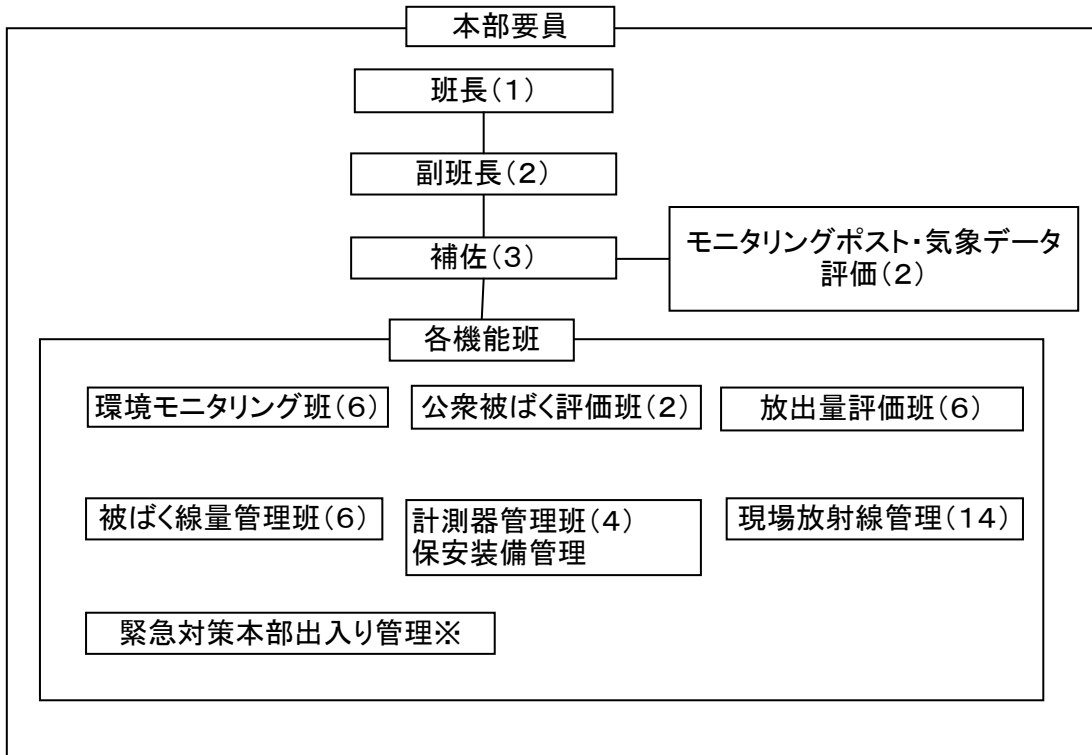 本部要員
班長(1)
副班長(2)
補佐(3)
モニタリングポスト・気象データ
評価(2)
各機能班
環境モニタリング班(6)
公衆被ばく評価班(2)
放出量評価班(6)
被ばく線量管理班(6)
計測器管理班(4)
保安装備管理
現場放射線管理(14)
緊急対策本部出入り管理※